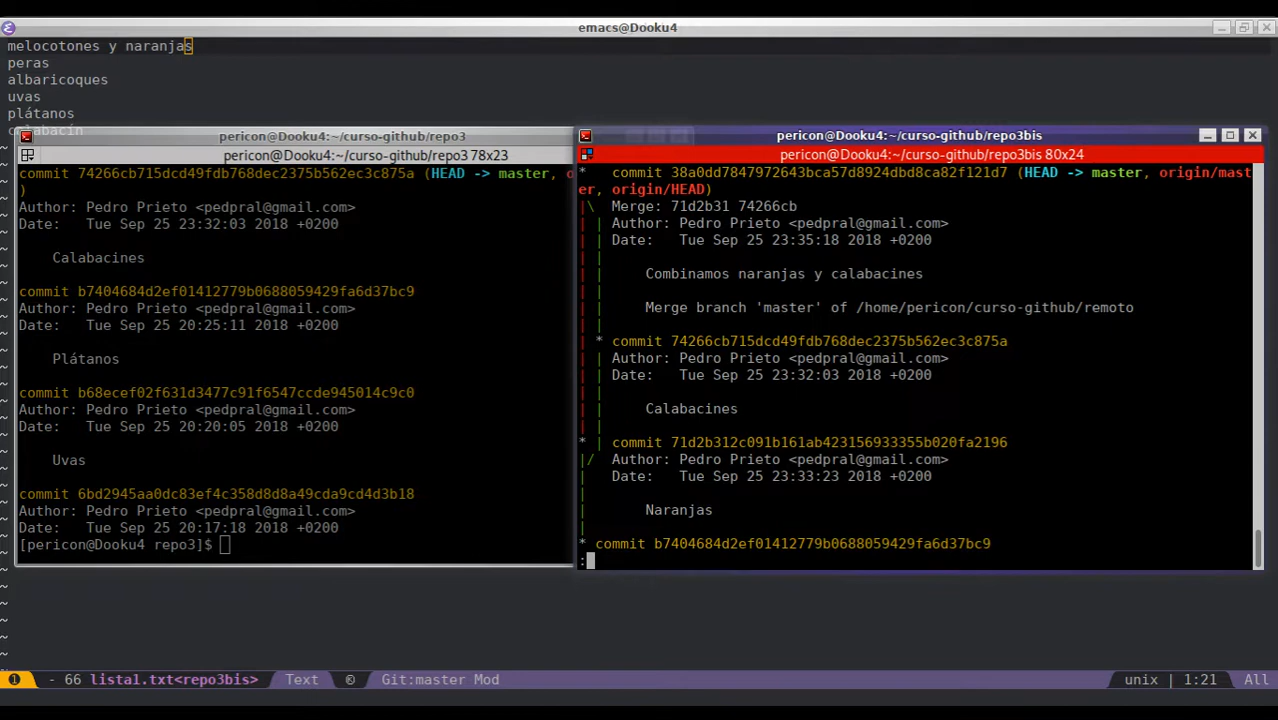 emacs@Dooku4
melocotones y naranjas
peras
albaricoques
uvas
plátanos
calabacín
pericon@Dooku4:~/curso-github/repo3
pericon@Dooku4:~/curso-github/repo3 78x23
commit 74266cb715dcd49fdb768dec2375b562ec3c875a (HEAD -> master, o
)
Author: Pedro Prieto <pedpral@gmail.com>
Date:   Tue Sep 25 23:32:03 2018 +0200
Calabacines
commit b7404684d2ef01412779b0688059429fa6d37bc9
Author: Pedro Prieto <pedpral@gmail.com>
Date:   Tue Sep 25 20:25:11 2018 +0200
Plátanos
commit b68ecef02f631d3477c91f6547ccde945014c9c0
Author: Pedro Prieto <pedpral@gmail.com>
Date:   Tue Sep 25 20:20:05 2018 +0200
Uvas
commit 6bd2945aa0dc83ef4c358d8d8a49cda9cd4d3b18
Author: Pedro Prieto <pedpral@gmail.com>
Date:   Tue Sep 25 20:17:18 2018 +0200
[pericon@Dooku4 repo3]$
pericon@Dooku4:~/curso-github/repo3bis
pericon@Dooku4:~/curso-github/repo3bis 80x24
*   commit 38a0dd7847972643bca57d8924dbd8ca82f121d7 (HEAD -> master, origin/mast
er, origin/HEAD)
|\  Merge: 71d2b31 74266cb
| | Author: Pedro Prieto <pedpral@gmail.com>
| | Date:   Tue Sep 25 23:35:18 2018 +0200
| |
| |     Combinamos naranjas y calabacines
| |
| |     Merge branch 'master' of /home/pericon/curso-github/remoto
| |
| * commit 74266cb715dcd49fdb768dec2375b562ec3c875a
| | Author: Pedro Prieto <pedpral@gmail.com>
| | Date:   Tue Sep 25 23:32:03 2018 +0200
| |
| |     Calabacines
| |
* | commit 71d2b312c091b161ab423156933355b020fa2196
|/  Author: Pedro Prieto <pedpral@gmail.com>
|   Date:   Tue Sep 25 23:33:23 2018 +0200
|
|       Naranjas
|
* commit b7404684d2ef01412779b0688059429fa6d37bc9
:
1 - 66 lista1.txt<repo3bis> Text © Git:master Mod unix | 1:21 All